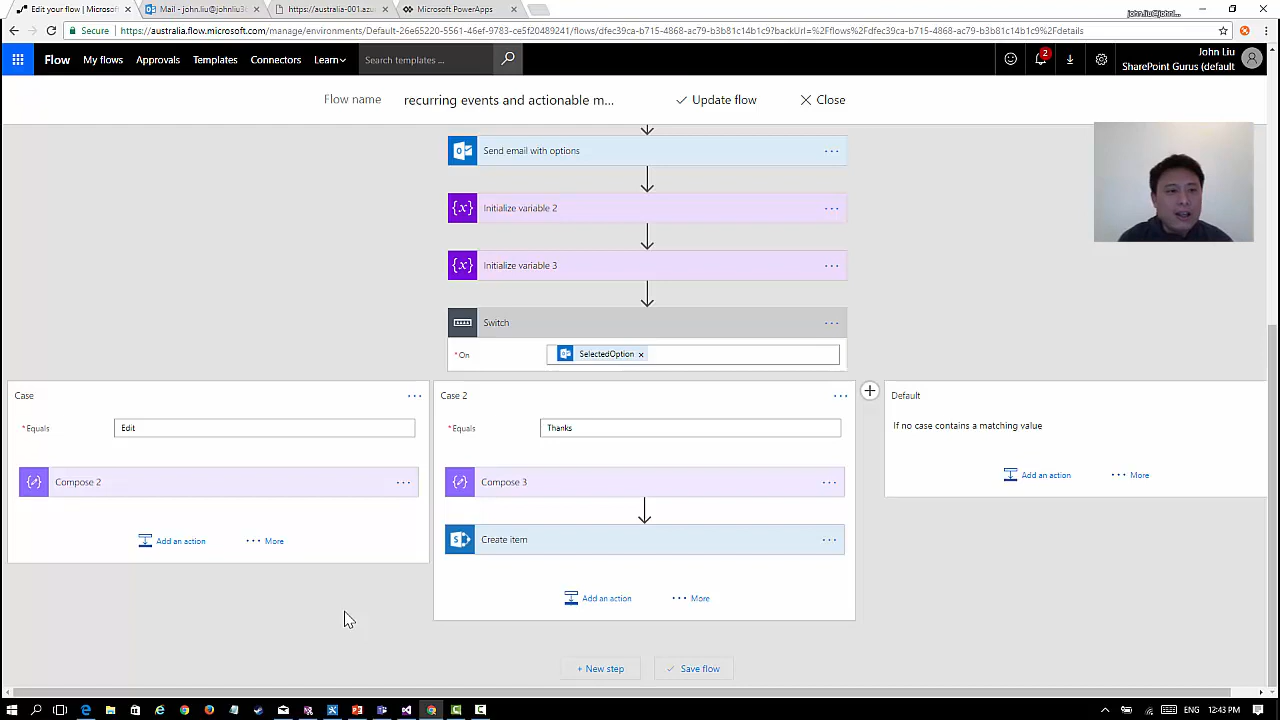 Edit your flow | Microsof
Mail - john.liu@johnliu3
https://australia-001.azu
Microsoft PowerApps
Secure
https://australia.flow.microsoft.com/manage/environments/Default-26e65220-5561-46ef-9783-ce5f20489241/flows/dfec39ca-b715-4868-ac79-b3b81c14b1c9?backUrl=%2Fflows%2Fdfec39ca-b715-4868-ac79-b3b81c14b1c9%2Fdetails
Flow
My flows
Approvals
Templates
Connectors
Learn
Search templates ...
2
John Liu
SharePoint Gurus (default
Flow name
recurring events and actionable m...
Update flow
Close
Send email with options
Initialize variable 2
Initialize variable 3
Switch
*On
SelectedOption x
Case
*Equals
Edit
Compose 2
Add an action
More
Case 2
*Equals
Thanks
Compose 3
Create item
Add an action
More
Default
If no case contains a matching value
Add an action
More
+ New step
Save flow
12:43 PM